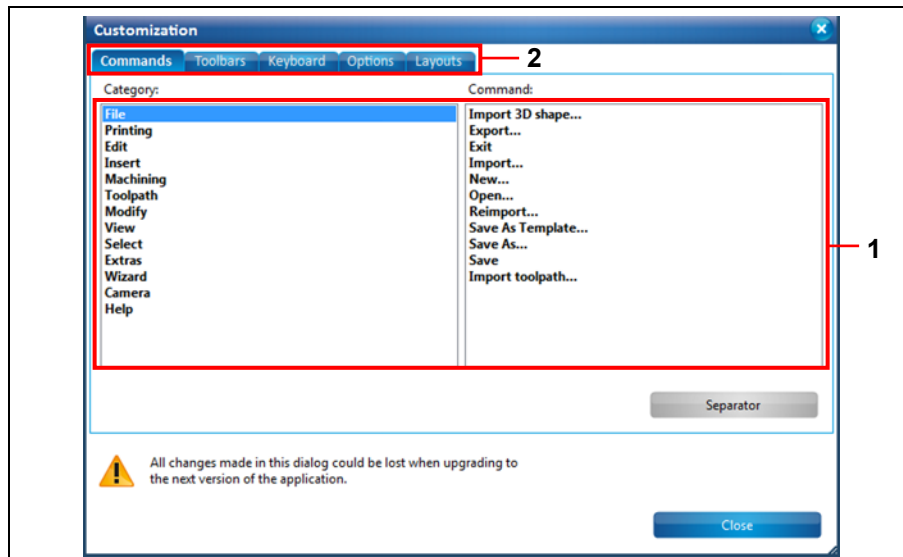 Customization
Commands Toolbars Keyboard Options Layouts
2
Category:
Command:
File
Printing
Edit
Insert
Machining
Toolpath
Modify
View
Select
Extras
Wizard
Camera
Help
Import 3D shape...
Export...
Exit
Import...
New...
Open...
Reimport...
Save As Template...
Save As...
Save
Import toolpath...
1
Separator
All changes made in this dialog could be lost when upgrading to
the next version of the application.
Close